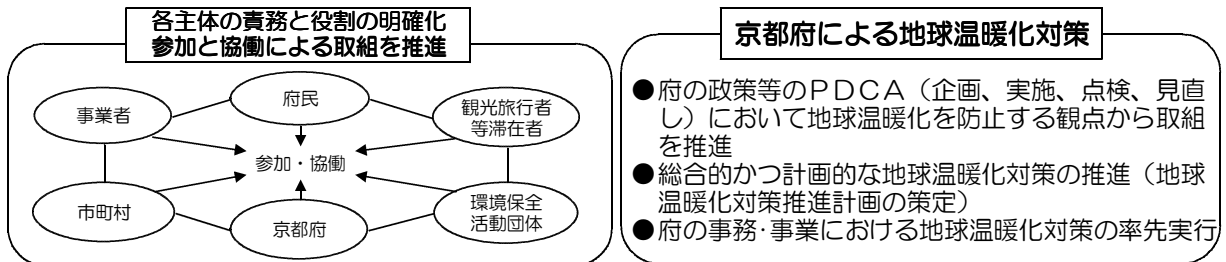 各主体の責務と役割の明確化
参加と協働による取組を推進
府民
事業者
観光旅行者
等滞在者
参加・協働
市町村
京都府
環境保全
活動団体
京都府による地球温暖化対策
●府の政策等のＰＤＣＡ（企画、実施、点検、見直
し）において地球温暖化を防止する観点から取組
を推進
●総合的かつ計画的な地球温暖化対策の推進（地球
温暖化対策推進計画の策定）
●府の事務･事業における地球温暖化対策の率先実行